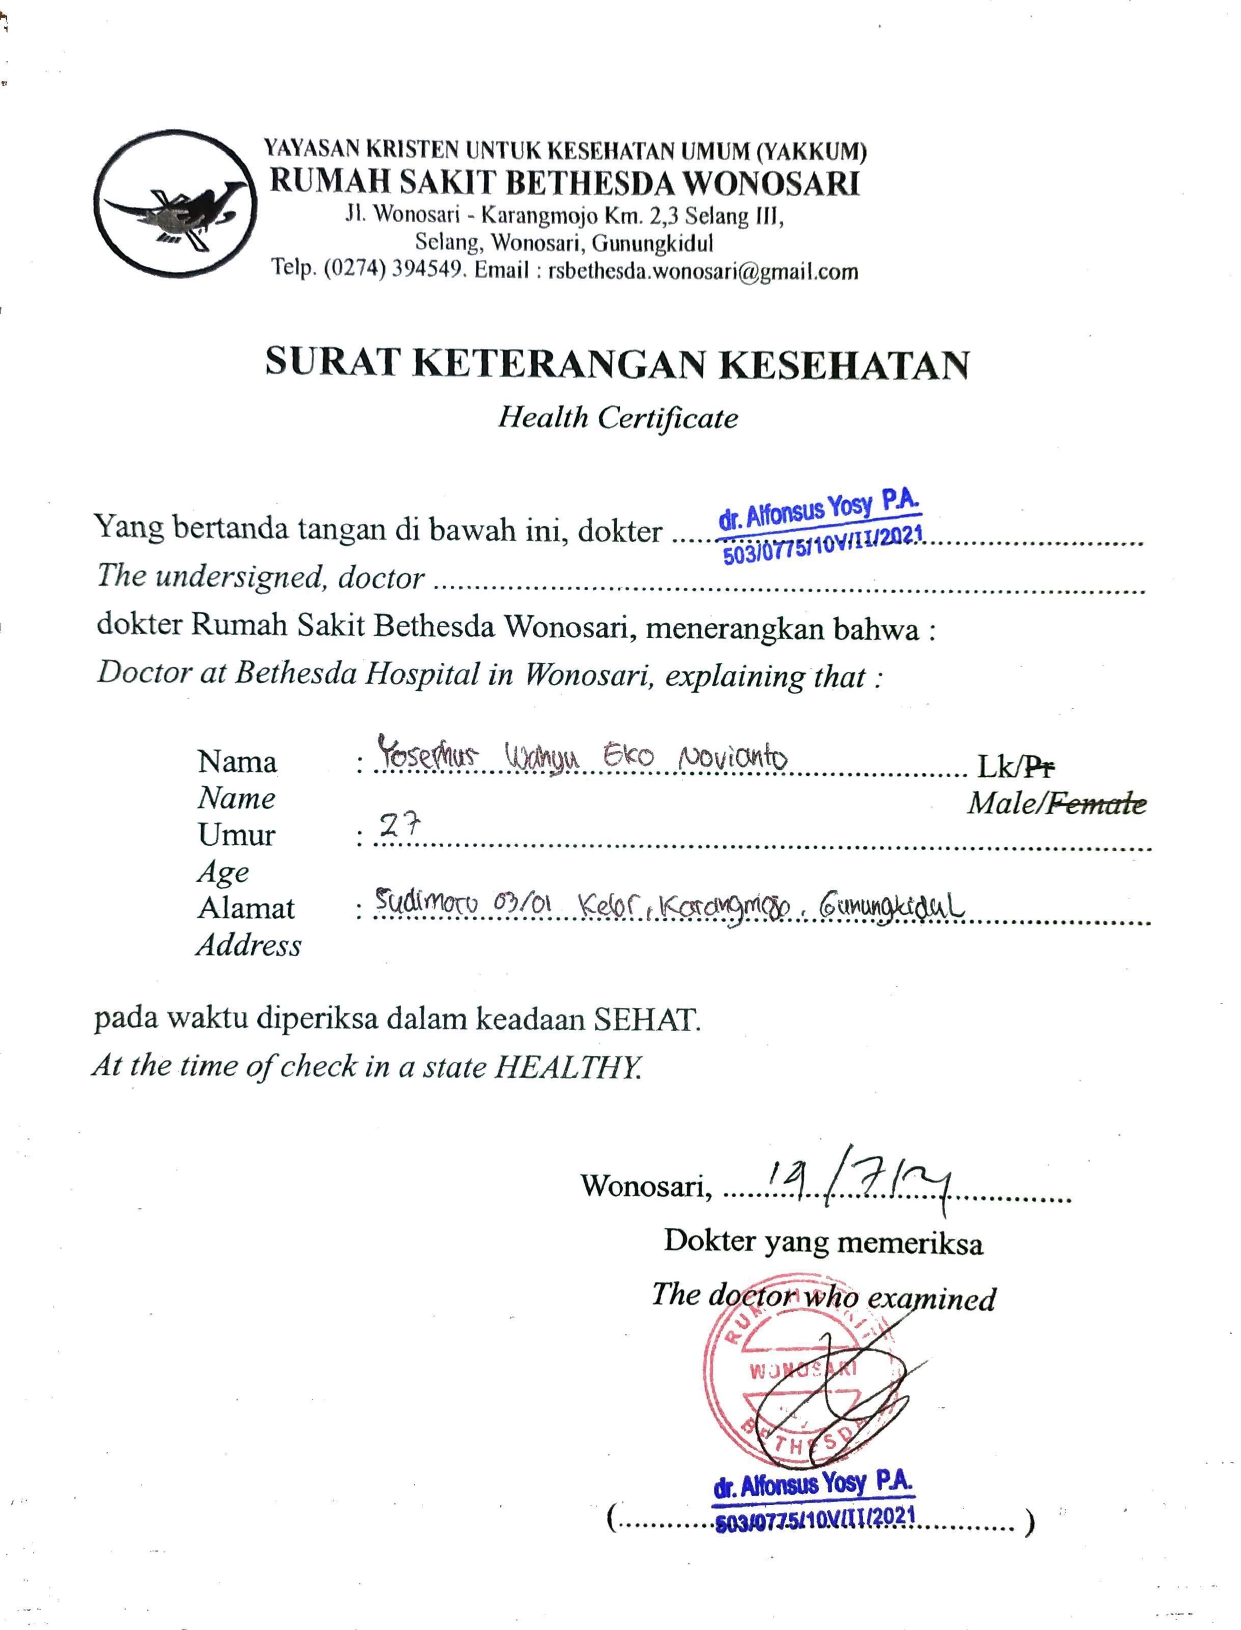 YAYASAN KRISTEN UNTUK KESEHATAN UMUM (YAKKUM)
RUMAH SAKIT BETHESDA WONOSARI
Jl. Wonosari - Karangmojo Km. 2,3 Selang III,
Selang, Wonosari, Gunungkidul
Telp. (0274) 394549. Email : rsbethesda.wonosari@gmail.com
SURAT KETERANGAN KESEHATAN
Health Certificate
Yang bertanda tangan di bawah ini, dokter dr. Alfonsus Yosy P.A.
503/0775/10V/II/2021
The undersigned, doctor
dokter Rumah Sakit Bethesda Wonosari, menerangkan bahwa :
Doctor at Bethesda Hospital in Wonosari, explaining that :
Nama : Yosephus Wahyu Eko Novianto Lk/Pr
Name Male/Female
Umur : 27
Age
Alamat : Sudimoro 03/01 Kelor, Karangmojo, Gunungkidul
Address
pada waktu diperiksa dalam keadaan SEHAT.
At the time of check in a state HEALTHY.
Wonosari, 19/7/
Dokter yang memeriksa
The doctor who examined
RUMAH SAKIT
WONOSARI
BETHESDA
dr. Alfonsus Yosy P.A.
(503/0775/10V/II/2021)